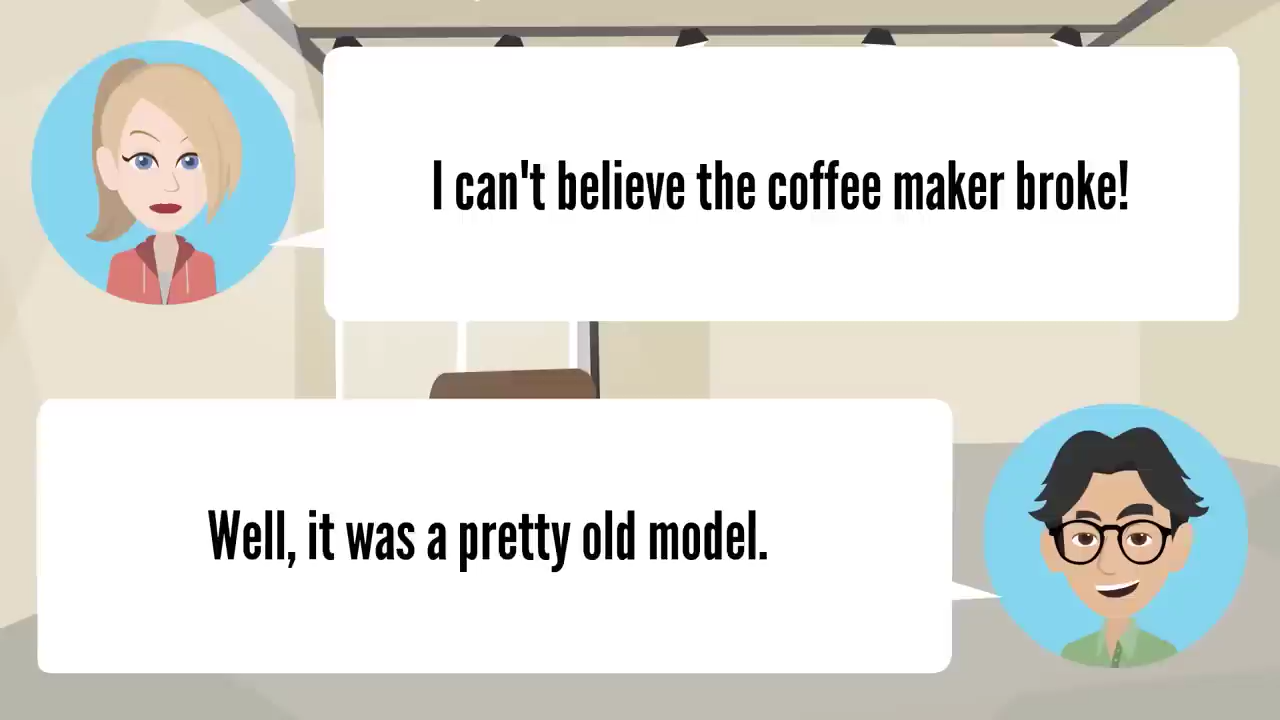 I can't believe the coffee maker broke!
Well, it was a pretty old model.